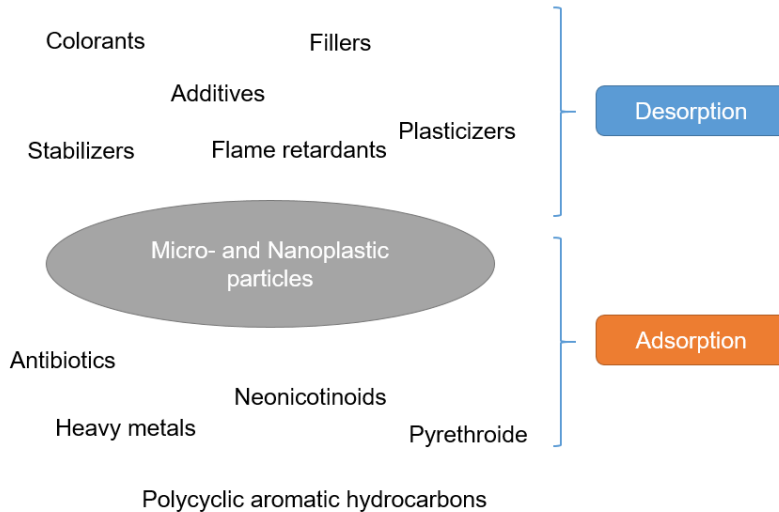 Colorants
Fillers
Additives
Plasticizers
Stabilizers
Flame retardants
Desorption
Micro- and Nanoplastic
particles
Adsorption
Antibiotics
Neonicotinoids
Heavy metals
Pyrethroide
Polycyclic aromatic hydrocarbons